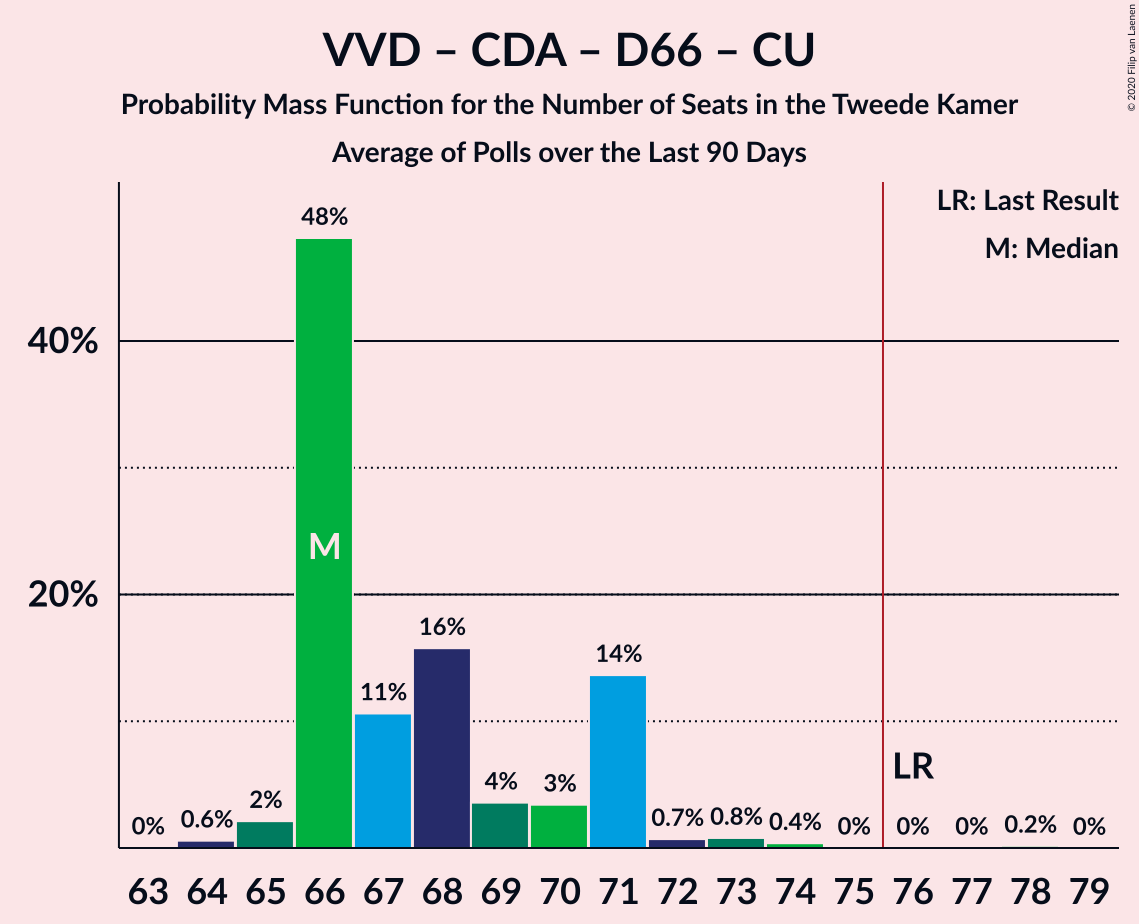 VVD – CDA – D66 – CU
Probability Mass Function for the Number of Seats in the Tweede Kamer
Average of Polls over the Last 90 Days
© 2020 Filip van Laenen
LR: Last Result
M: Median
48%
40%
M
20%
16%
14%
11%
LR
4%
3%
2%
0%
0.6%
0.7%
0.8%
0.4%
0%
0%
0%
0.2%
0%
63 64 65 66 67 68 69 70 71 72 73 74 75 76 77 78 79